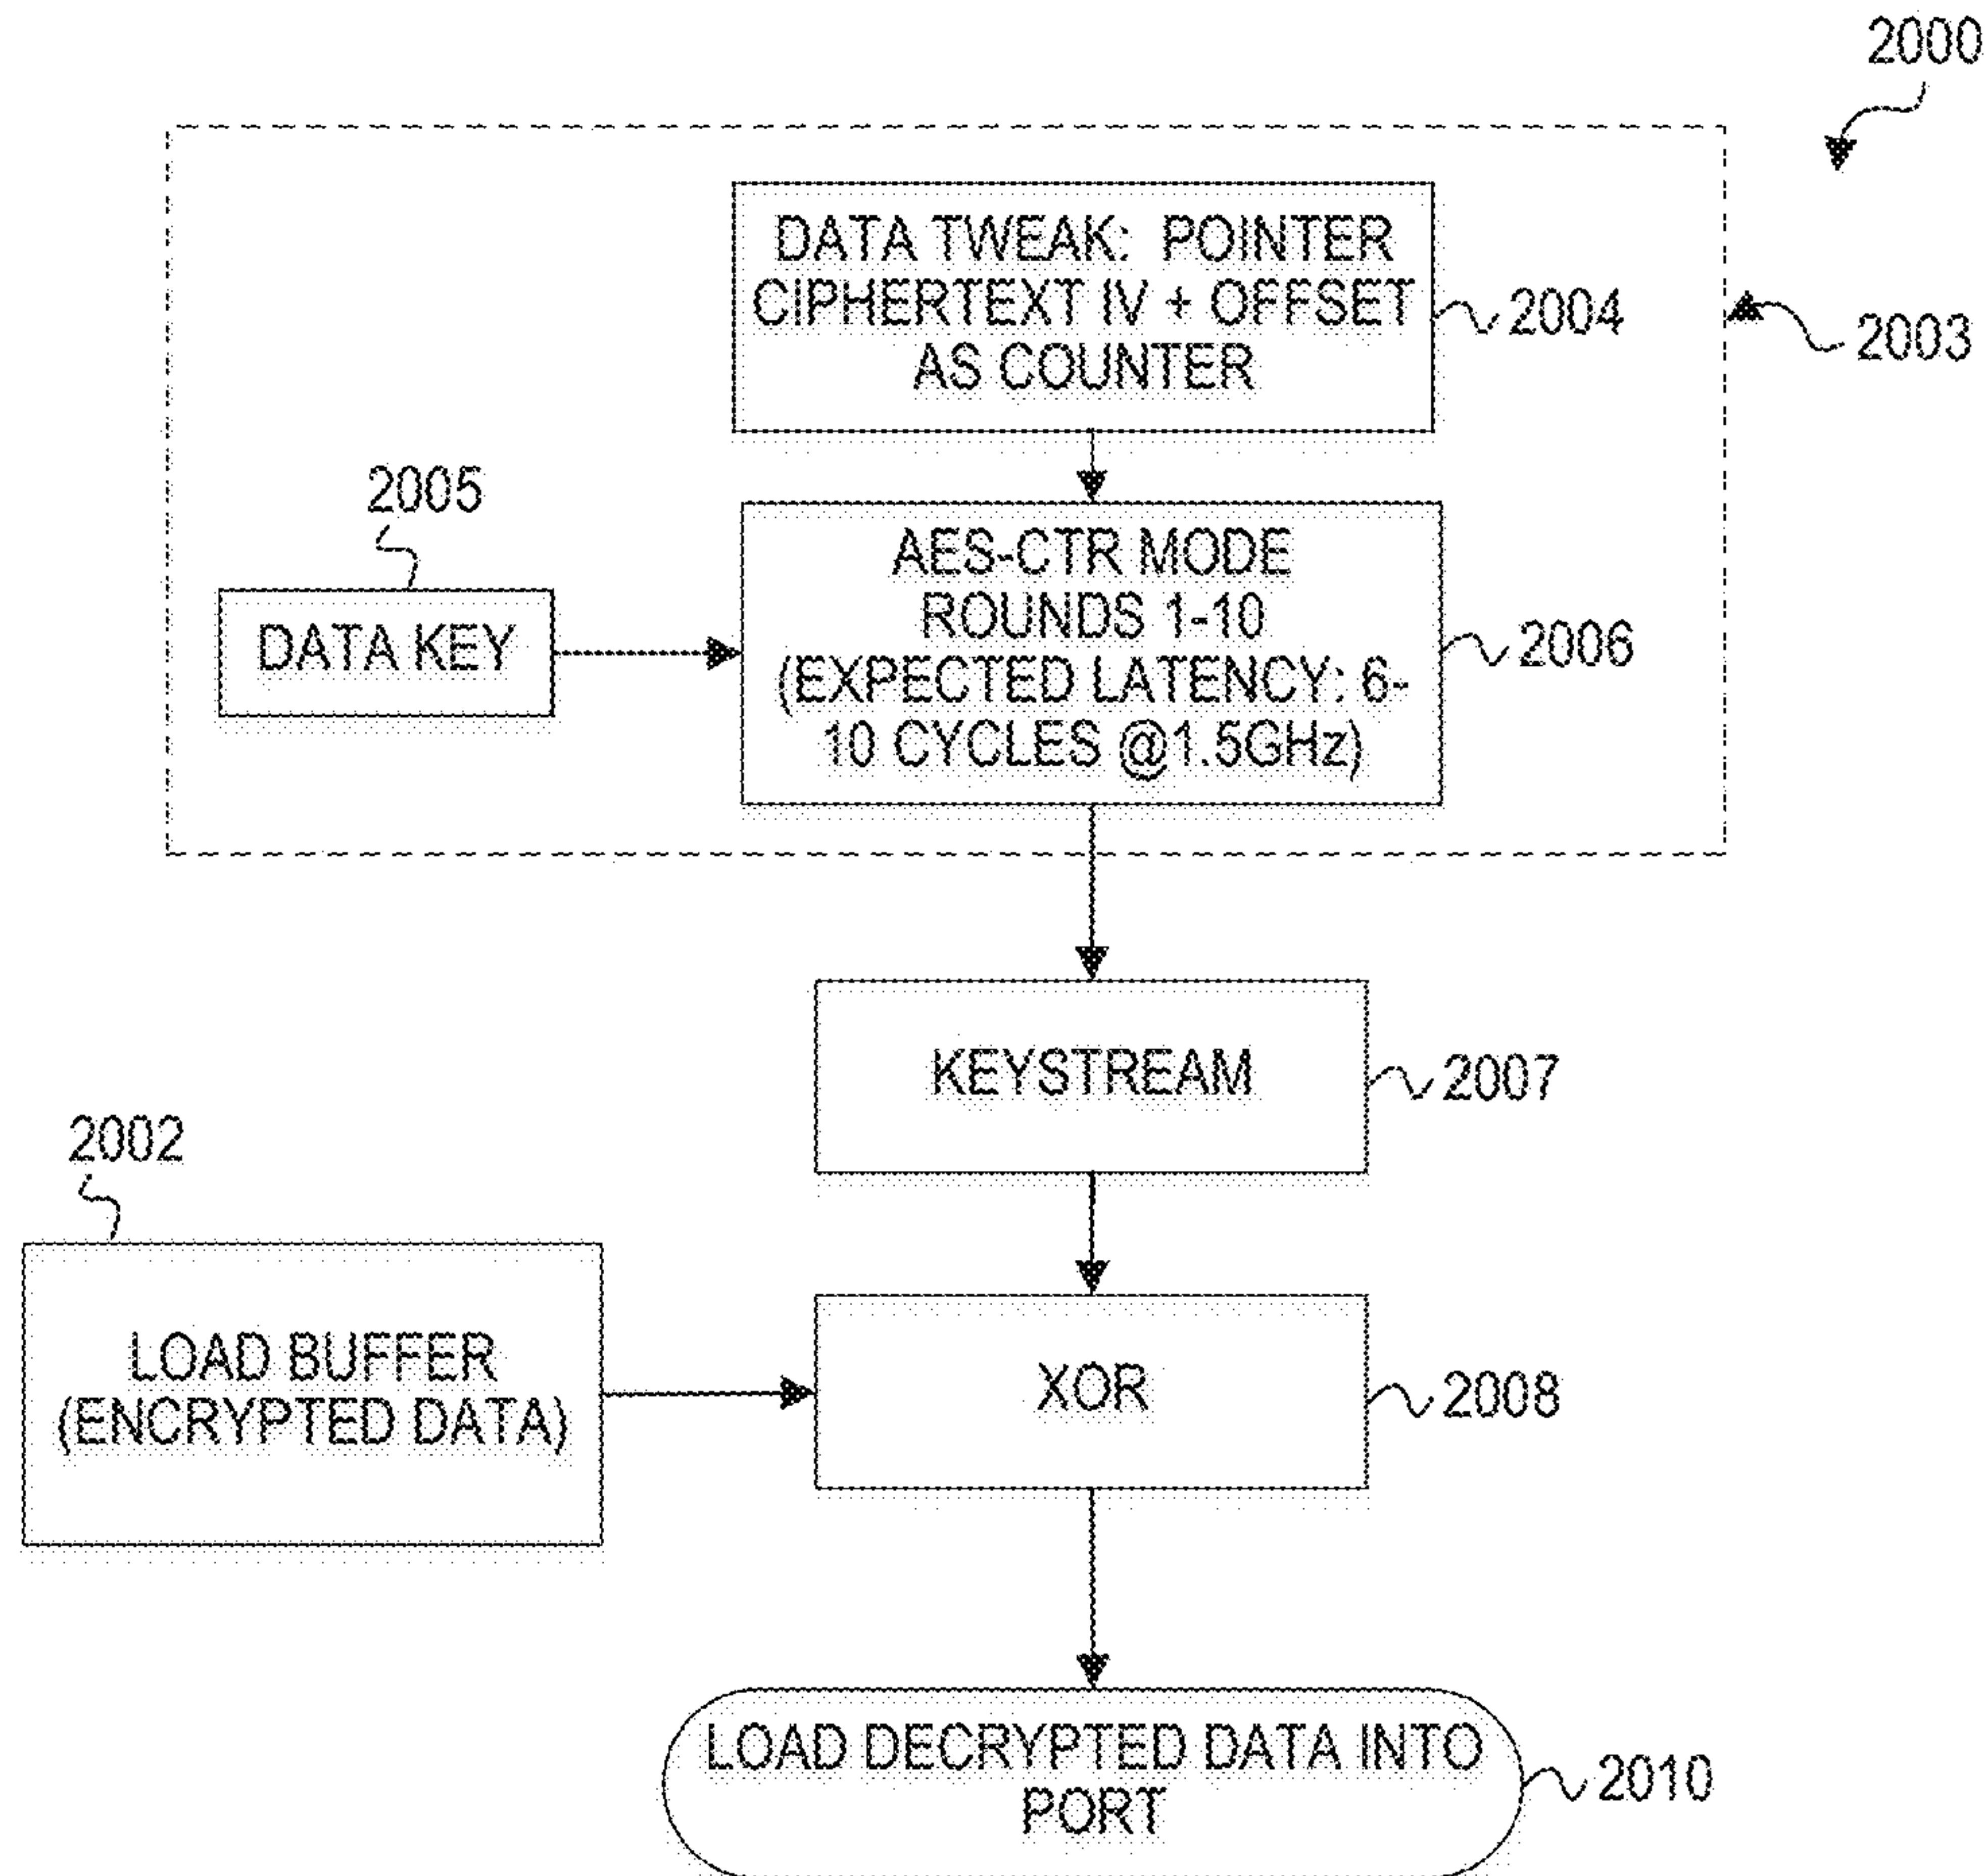 2000
DATA TWEAK: POINTER
CIPHERTEXT IV + OFFSET
AS COUNTER
2004
2003
2005
DATA KEY
AES-CTR MODE
ROUNDS 1-10
(EXPECTED LATENCY: 6-
10 CYCLES @1.5GHz)
2006
KEYSTREAM
2007
2002
LOAD BUFFER
(ENCRYPTED DATA)
XOR
2008
LOAD DECRYPTED DATA INTO
PORT
2010